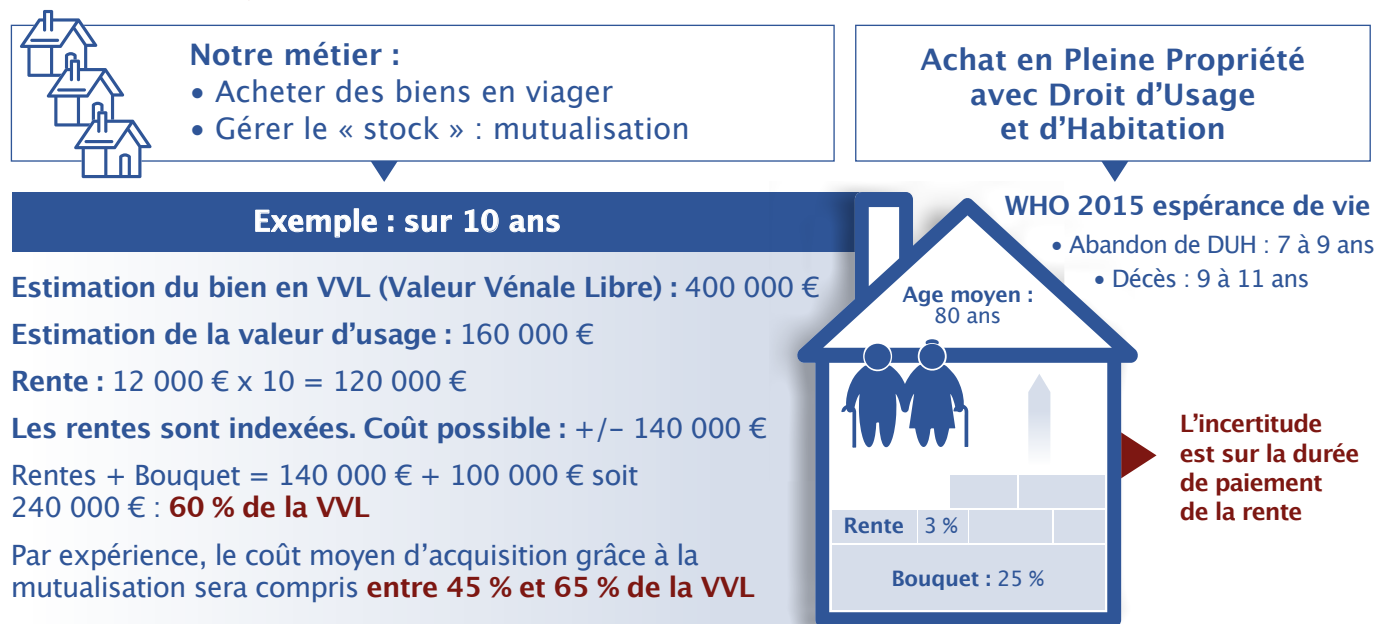 Notre métier :
• Acheter des biens en viager
• Gérer le « stock » : mutualisation
Achat en Pleine Propriété
avec Droit d’Usage
et d’Habitation
Exemple : sur 10 ans
Estimation du bien en VVL (Valeur Vénale Libre) : 400 000 €
Estimation de la valeur d’usage : 160 000 €
Rente : 12 000 € x 10 = 120 000 €
Les rentes sont indexées. Coût possible : +/- 140 000 €
Rentes + Bouquet = 140 000 € + 100 000 € soit
240 000 € : 60 % de la VVL
Par expérience, le coût moyen d’acquisition grâce à la
mutualisation sera compris entre 45 % et 65 % de la VVL
WHO 2015 espérance de vie
• Abandon de DUH : 7 à 9 ans
• Décès : 9 à 11 ans
Age moyen :
80 ans
Rente 3 %
Bouquet : 25 %
L’incertitude
est sur la durée
de paiement
de la rente